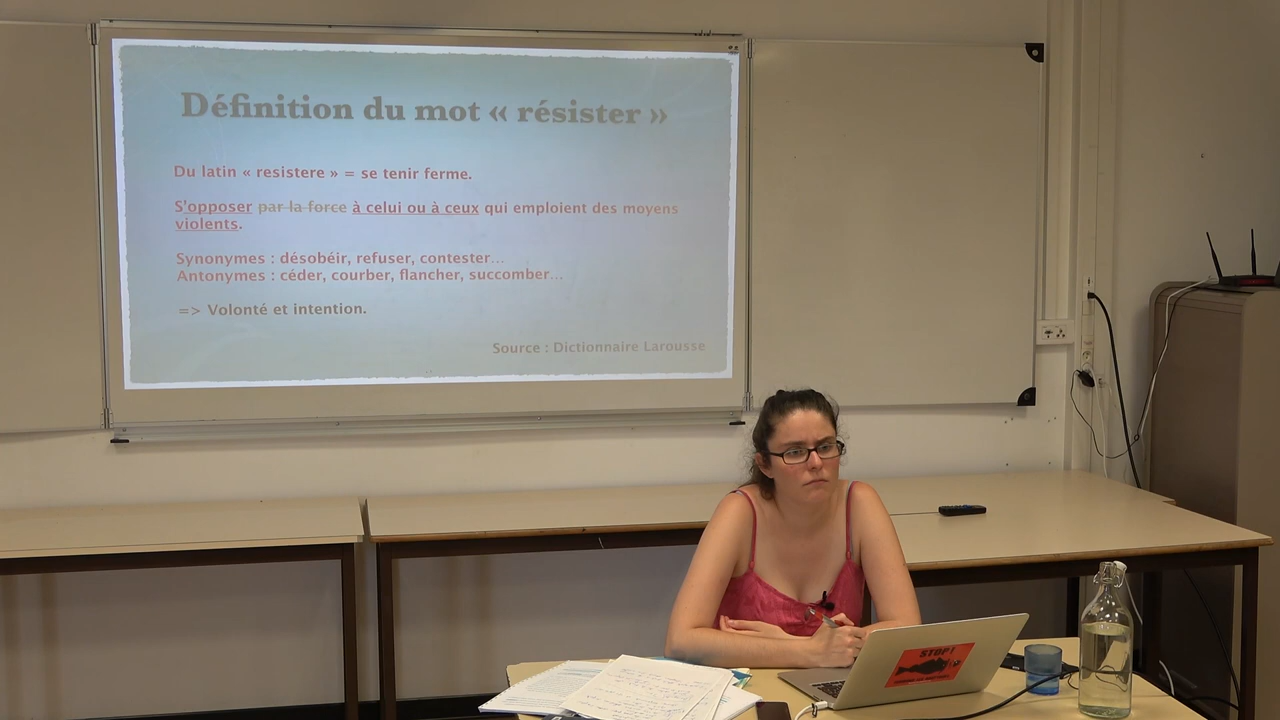 Définition du mot « résister »
Du latin « resistere » = se tenir ferme.
S'opposer par la force à celui ou à ceux qui emploient des moyens
violents.
Synonymes : désobéir, refuser, contester…
Antonymes : céder, courber, flancher, succomber…
=> Volonté et intention.
Source : Dictionnaire Larousse
STOP!